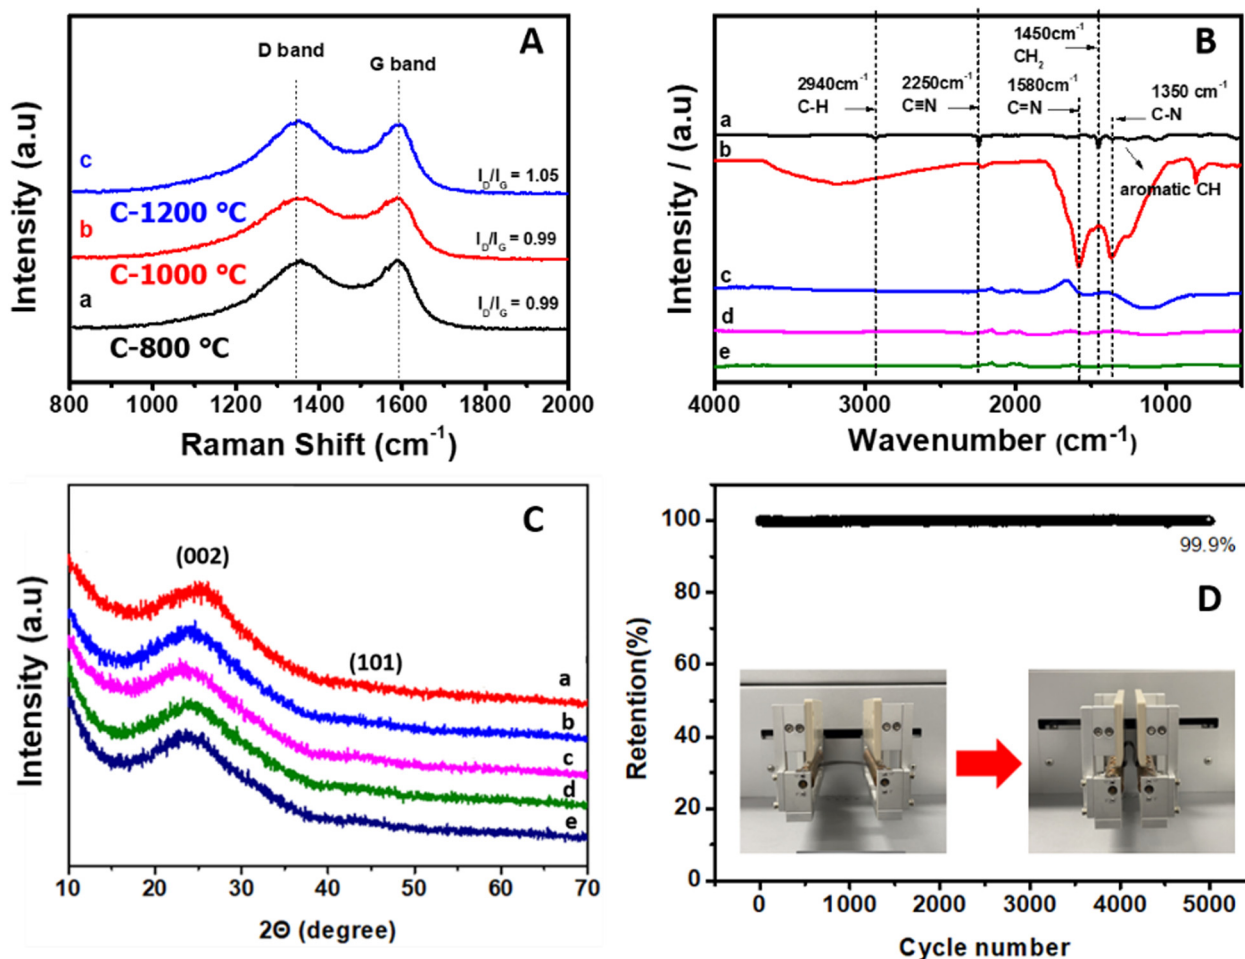 A
D band
G band
c
I_D/I_G = 1.05
C-1200 °C
b
I_D/I_G = 0.99
C-1000 °C
a
I_D/I_G = 0.99
C-800 °C
Intensity (a.u)
800 1000 1200 1400 1600 1800 2000
Raman Shift (cm⁻¹)
B
1450cm⁻¹
CH₂
2940cm⁻¹
C-H
2250cm⁻¹
C≡N
1580cm⁻¹
C=N
1350 cm⁻¹
C-N
a
b
aromatic CH
c
d
e
Intensity / (a.u)
4000 3000 2000 1000
Wavenumber (cm⁻¹)
C
(002)
(101)
a
b
c
d
e
Intensity (a.u)
10 20 30 40 50 60 70
2Θ (degree)
100
99.9%
D
80
60
40
20
0
Retention(%)
0 1000 2000 3000 4000 5000
Cycle number